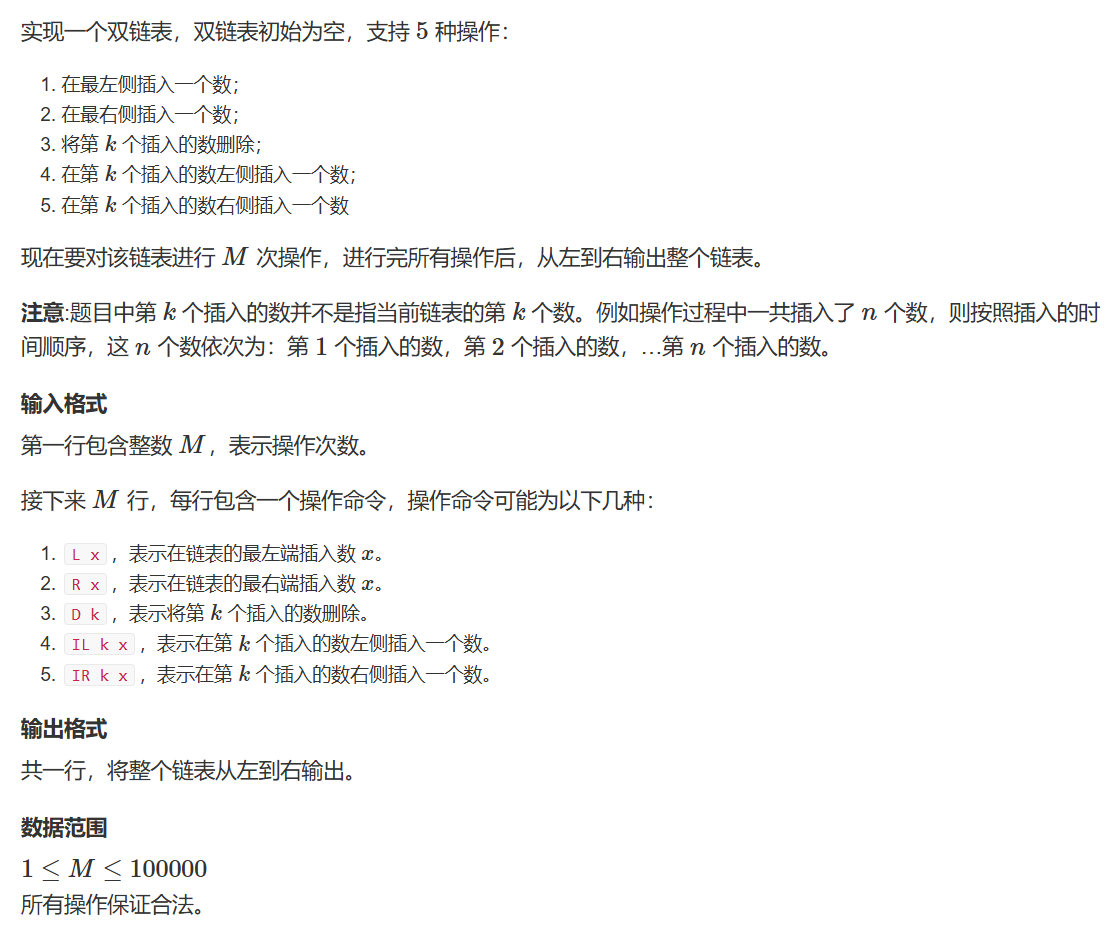 实现一个双链表，双链表初始为空，支持 5 种操作：
1. 在最左侧插入一个数；
2. 在最右侧插入一个数；
3. 将第 k 个插入的数删除；
4. 在第 k 个插入的数左侧插入一个数；
5. 在第 k 个插入的数右侧插入一个数
现在要对该链表进行 M 次操作，进行完所有操作后，从左到右输出整个链表。
注意:题目中第 k 个插入的数并不是指当前链表的第 k 个数。例如操作过程中一共插入了 n 个数，则按照插入的时
间顺序，这 n 个数依次为：第 1 个插入的数，第 2 个插入的数，…第 n 个插入的数。
输入格式
第一行包含整数 M，表示操作次数。
接下来 M 行，每行包含一个操作命令，操作命令可能为以下几种：
1. L x，表示在链表的最左端插入数 x。
2. R x，表示在链表的最右端插入数 x。
3. D k，表示将第 k 个插入的数删除。
4. IL k x，表示在第 k 个插入的数左侧插入一个数。
5. IR k x，表示在第 k 个插入的数右侧插入一个数。
输出格式
共一行，将整个链表从左到右输出。
数据范围
1 ≤ M ≤ 100000
所有操作保证合法。